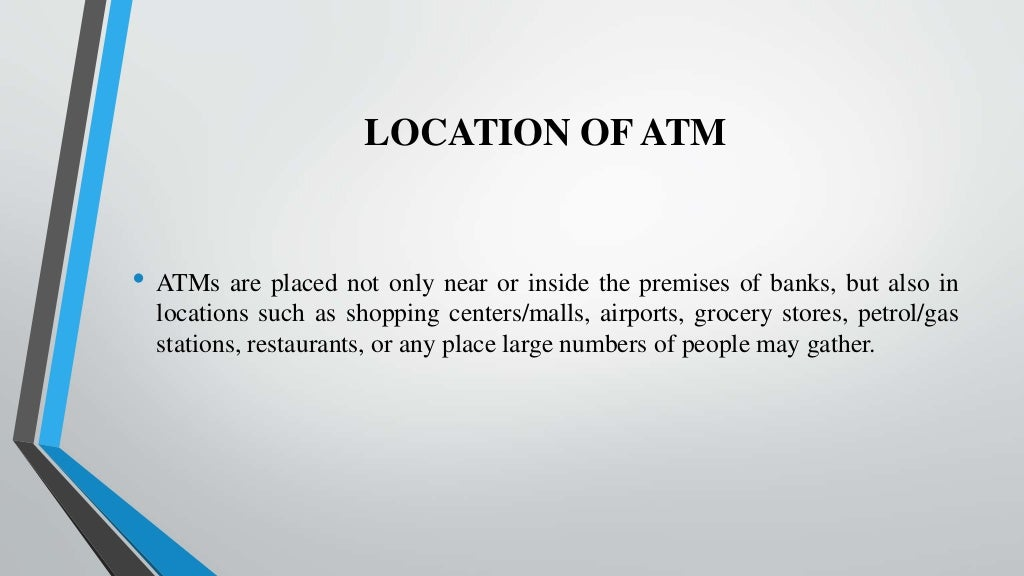 LOCATION OF ATM
• ATMs are placed not only near or inside the premises of banks, but also in
locations such as shopping centers/malls, airports, grocery stores, petrol/gas
stations, restaurants, or any place large numbers of people may gather.